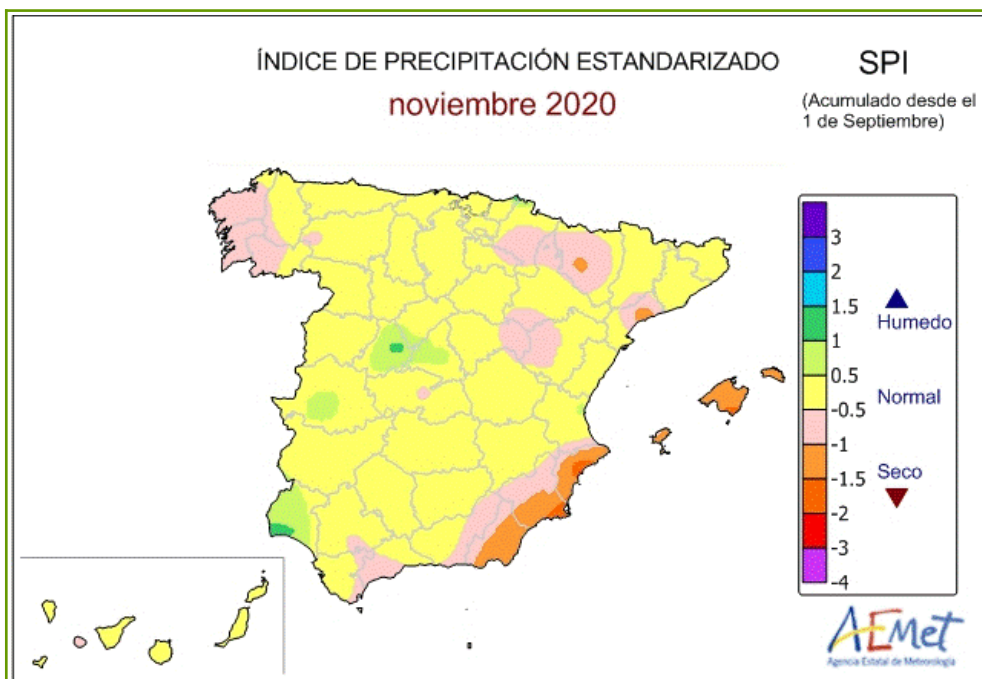 ÍNDICE DE PRECIPITACIÓN ESTANDARIZADO
noviembre 2020
SPI
(Acumulado desde el
1 de Septiembre)
3
2
1.5
1
0.5
-0.5
-1
-1.5
-2
-3
-4
Humedo
Normal
Seco
AEMet
Agencia Estatal de Meteorología